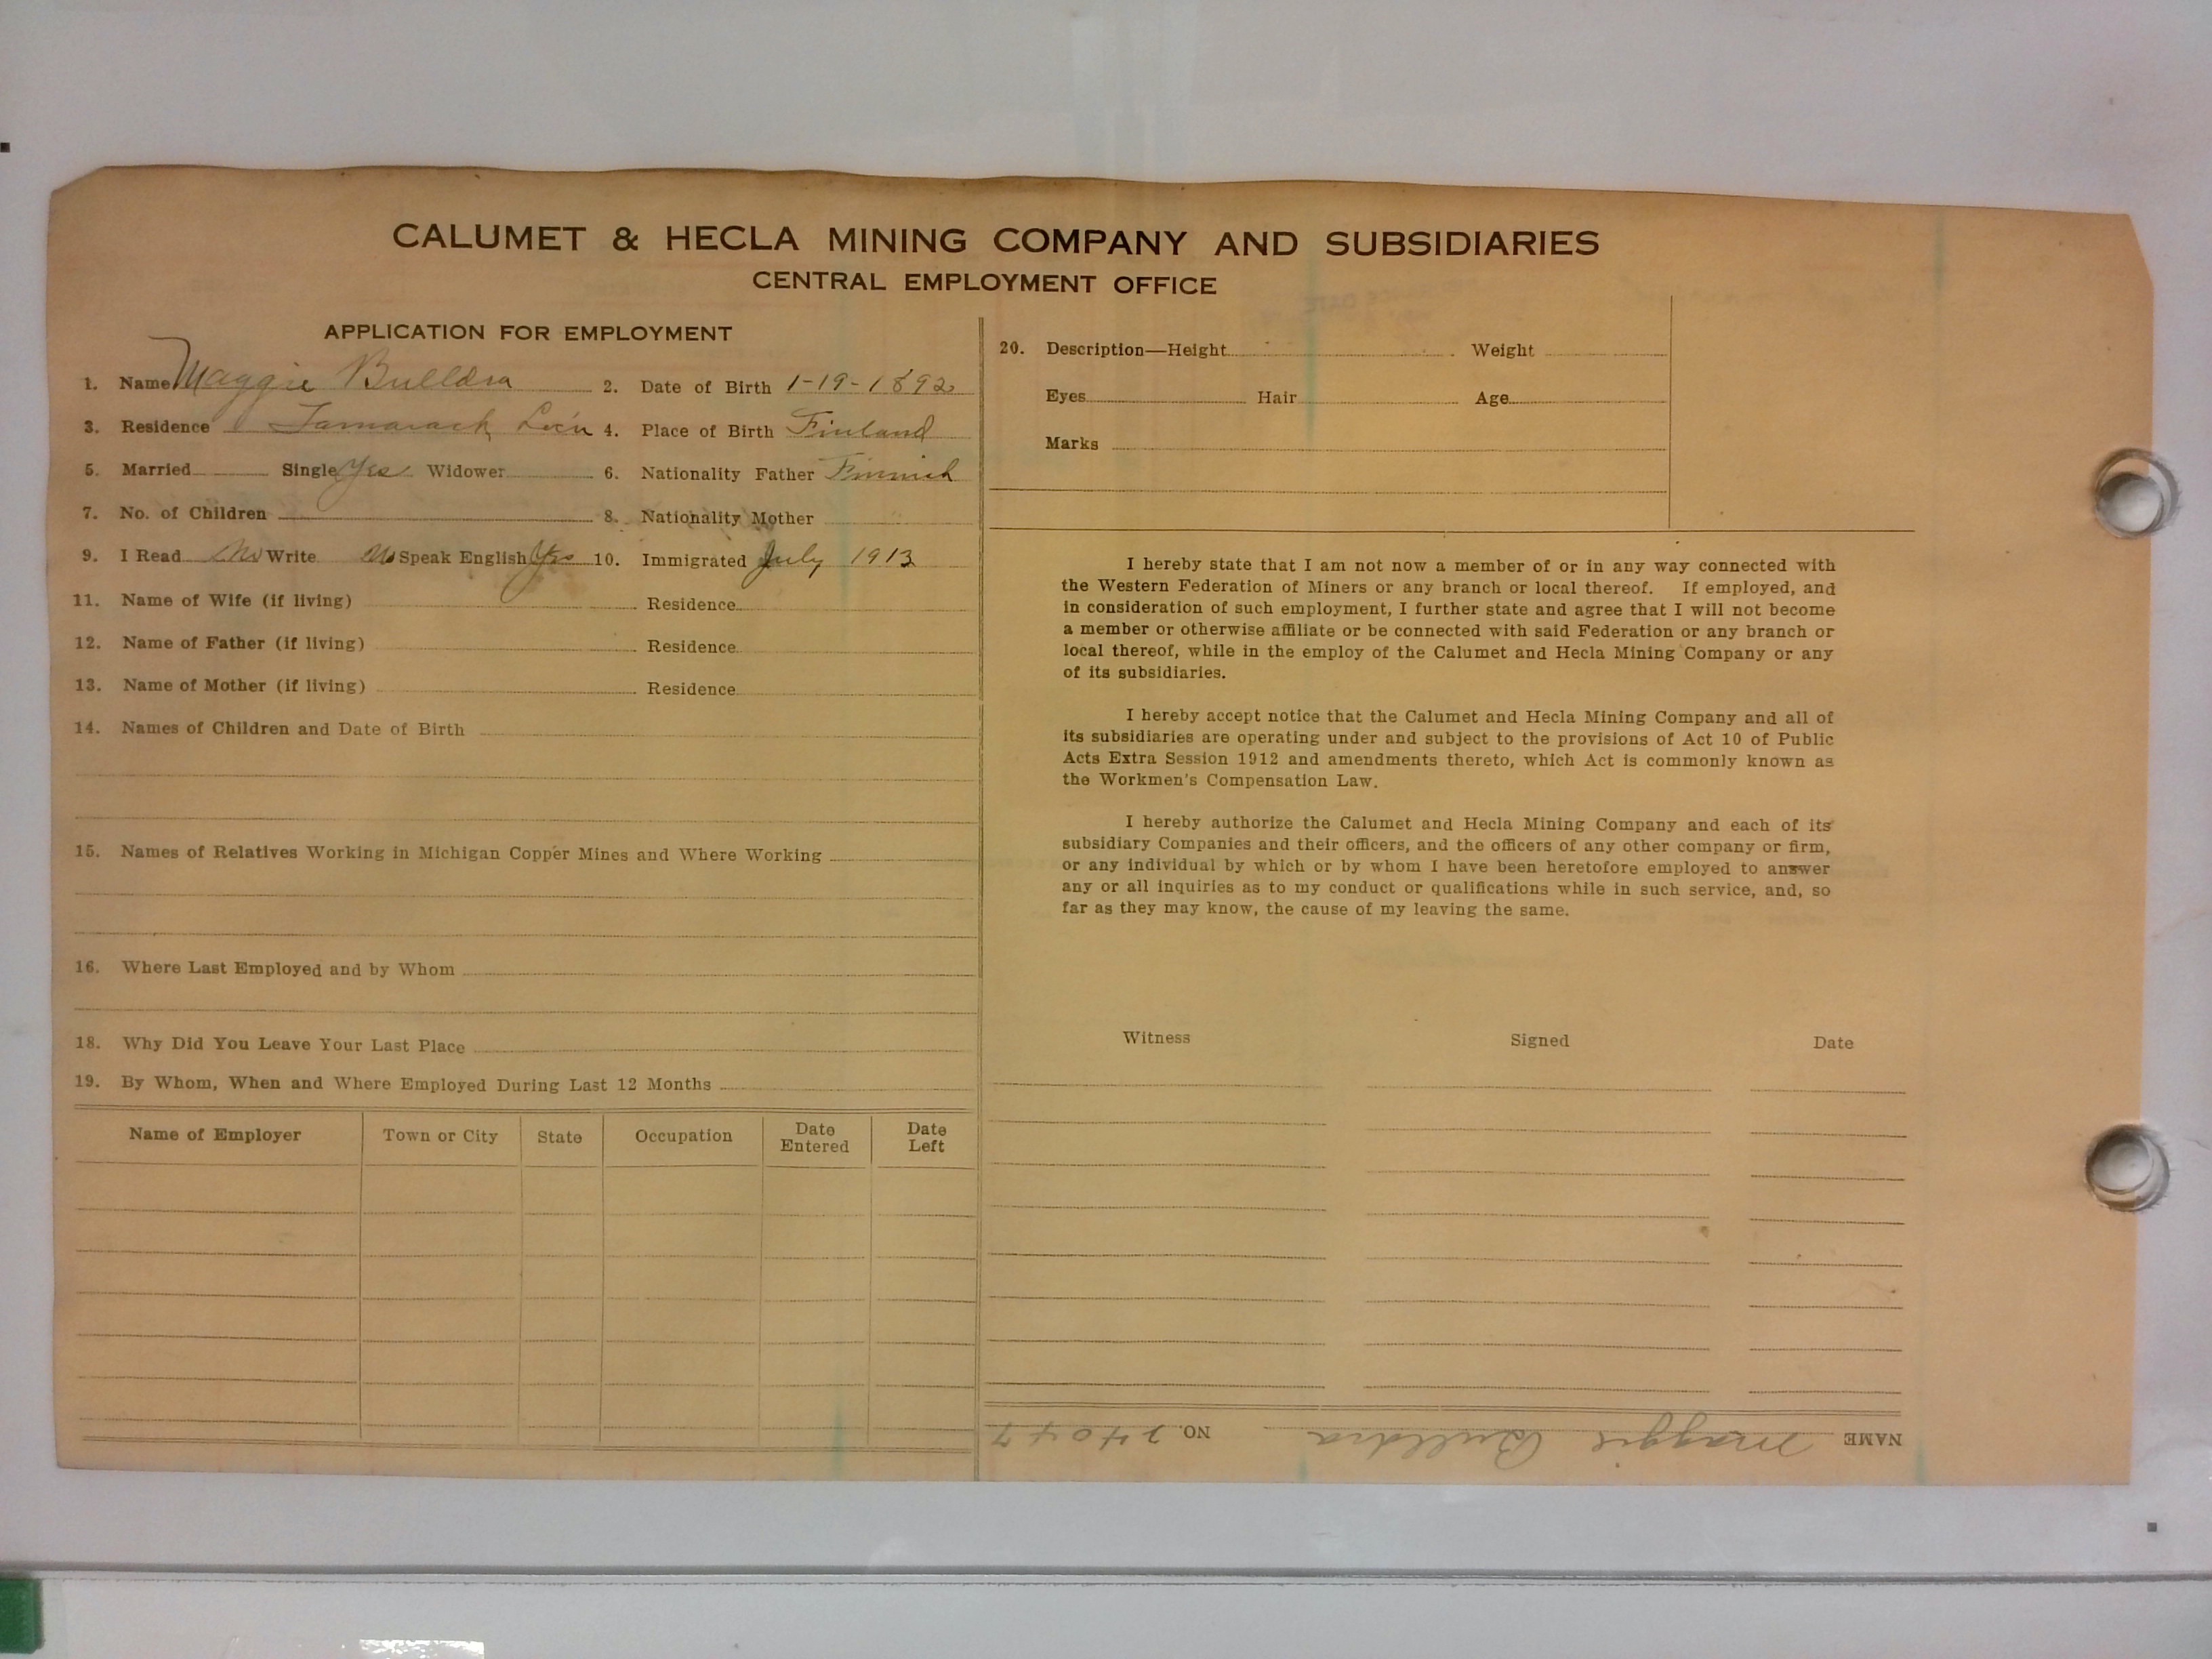 CALUMET & HECLA MINING COMPANY AND SUBSIDIARIES
CENTRAL EMPLOYMENT OFFICE
APPLICATION FOR EMPLOYMENT
1. Name Maggie Bulldra 2. Date of Birth 1-19-1892
3. Residence Tamarack Loc'n 4. Place of Birth Finland
5. Married Single Yes Widower 6. Nationality Father Finnish
7. No. of Children 8. Nationality Mother
9. I Read No Write No Speak English Yes 10. Immigrated July 1913
11. Name of Wife (if living) Residence
12. Name of Father (if living) Residence
13. Name of Mother (if living) Residence
14. Names of Children and Date of Birth
15. Names of Relatives Working in Michigan Copper Mines and Where Working
16. Where Last Employed and by Whom
18. Why Did You Leave Your Last Place
19. By Whom, When and Where Employed During Last 12 Months
Name of Employer Town or City State Occupation Date Entered Date Left
20. Description—Height Weight
Eyes Hair Age
Marks
I hereby state that I am not now a member of or in any way connected with
the Western Federation of Miners or any branch or local thereof. If employed, and
in consideration of such employment, I further state and agree that I will not become
a member or otherwise affiliate or be connected with said Federation or any branch or
local thereof, while in the employ of the Calumet and Hecla Mining Company or any
of its subsidiaries.
I hereby accept notice that the Calumet and Hecla Mining Company and all of
its subsidiaries are operating under and subject to the provisions of Act 10 of Public
Acts Extra Session 1912 and amendments thereto, which Act is commonly known as
the Workmen's Compensation Law.
I hereby authorize the Calumet and Hecla Mining Company and each of its
subsidiary Companies and their officers, and the officers of any other company or firm,
or any individual by which or by whom I have been heretofore employed to answer
any or all inquiries as to my conduct or qualifications while in such service, and, so
far as they may know, the cause of my leaving the same.
Witness Signed Date
NAME Maggie Bulldra NO. 24047